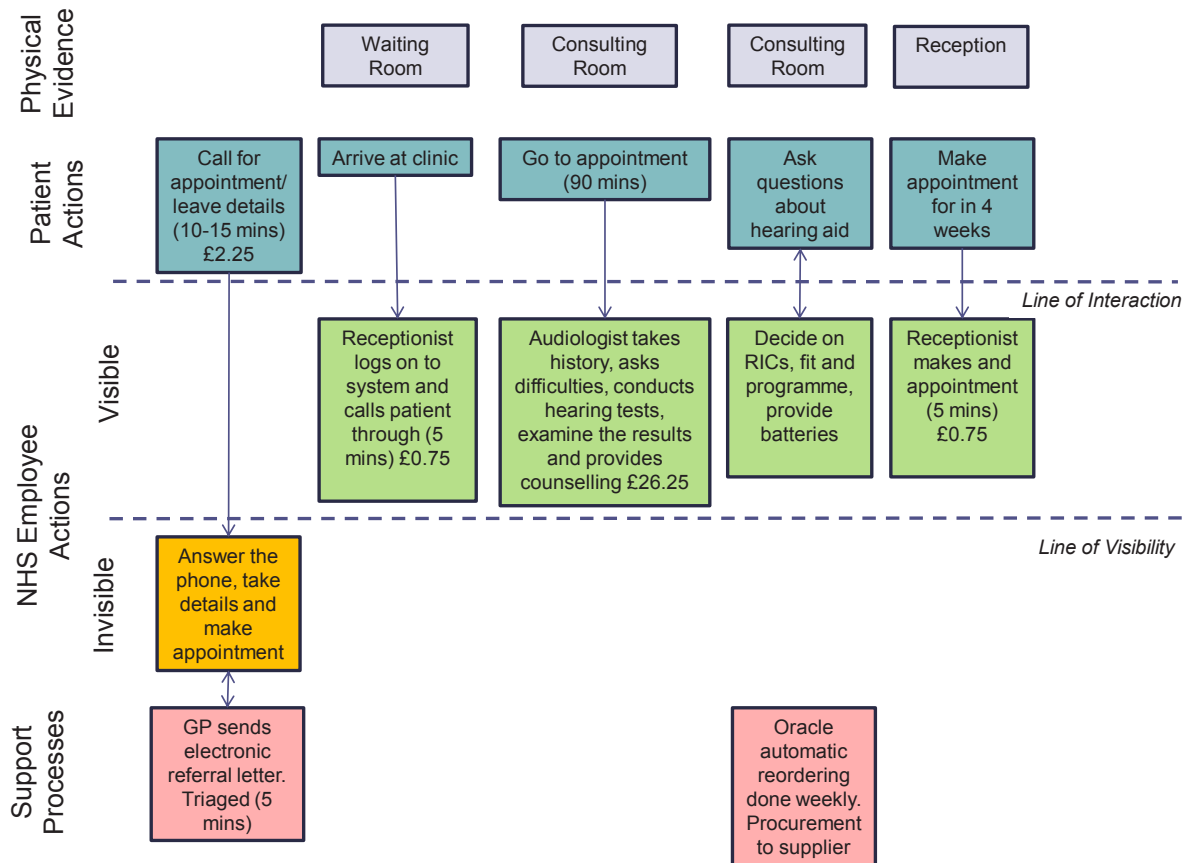 Physical
Evidence
Waiting
Room
Consulting
Room
Consulting
Room
Reception
Patient
Actions
Call for
appointment/
leave details
(10-15 mins)
£2.25
Arrive at clinic
Go to appointment
(90 mins)
Ask
questions
about
hearing aid
Make
appointment
for in 4
weeks
Line of Interaction
NHS Employee
Actions
Visible
Receptionist
logs on to
system and
calls patient
through (5
mins) £0.75
Audiologist takes
history, asks
difficulties, conducts
hearing tests,
examine the results
and provides
counselling £26.25
Decide on
RICs, fit and
programme,
provide
batteries
Receptionist
makes and
appointment
(5 mins)
£0.75
Line of Visibility
Invisible
Answer the
phone, take
details and
make
appointment
Support
Processes
GP sends
electronic
referral letter.
Triaged (5
mins)
Oracle
automatic
reordering
done weekly.
Procurement
to supplier